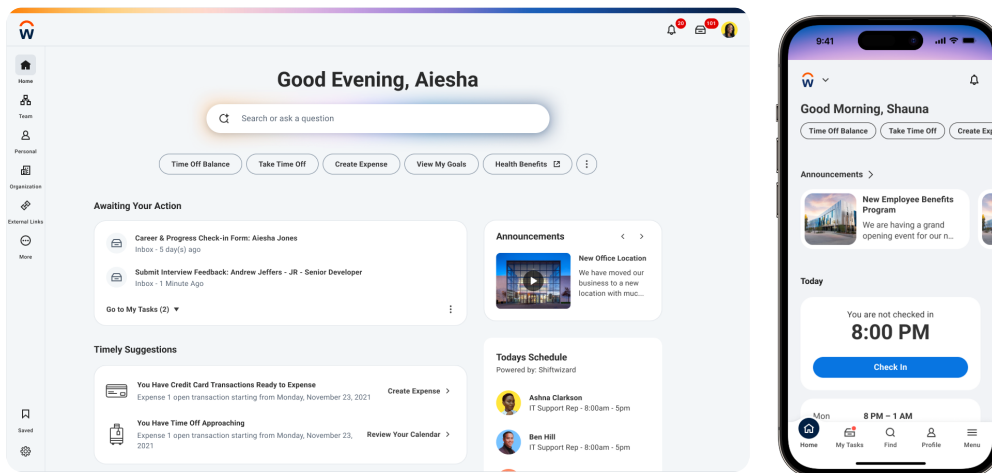 20
101
Home
Team
Personal
Organization
External Links
More
Saved
Good Evening, Aiesha
Search or ask a question
Time Off Balance
Take Time Off
Create Expense
View My Goals
Health Benefits
Awaiting Your Action
Career & Progress Check-in Form: Aiesha Jones
Inbox - 5 day(s) ago
Submit Interview Feedback: Andrew Jeffers - JR - Senior Developer
Inbox - 1 Minute Ago
Go to My Tasks (2)
Announcements
New Office Location
We have moved our
business to a new
location with muc...
Timely Suggestions
You Have Credit Card Transactions Ready to Expense
Expense 1 open transaction starting from Monday, November 23, 2021
Create Expense
You Have Time Off Approaching
Expense 1 open transaction starting from Monday, November 23,
2021
Review Your Calendar
Todays Schedule
Powered by: Shiftwizard
Ashna Clarkson
IT Support Rep - 8:00am - 5pm
Ben Hill
IT Support Rep - 8:00am - 5pm
9:41
Good Morning, Shauna
Time Off Balance
Take Time Off
Create Exp
Announcements
New Employee Benefits
Program
We are having a grand
opening event for our n...
Today
You are not checked in
8:00 PM
Check In
Mon
8 PM – 1 AM
Home
My Tasks
Find
Profile
Menu